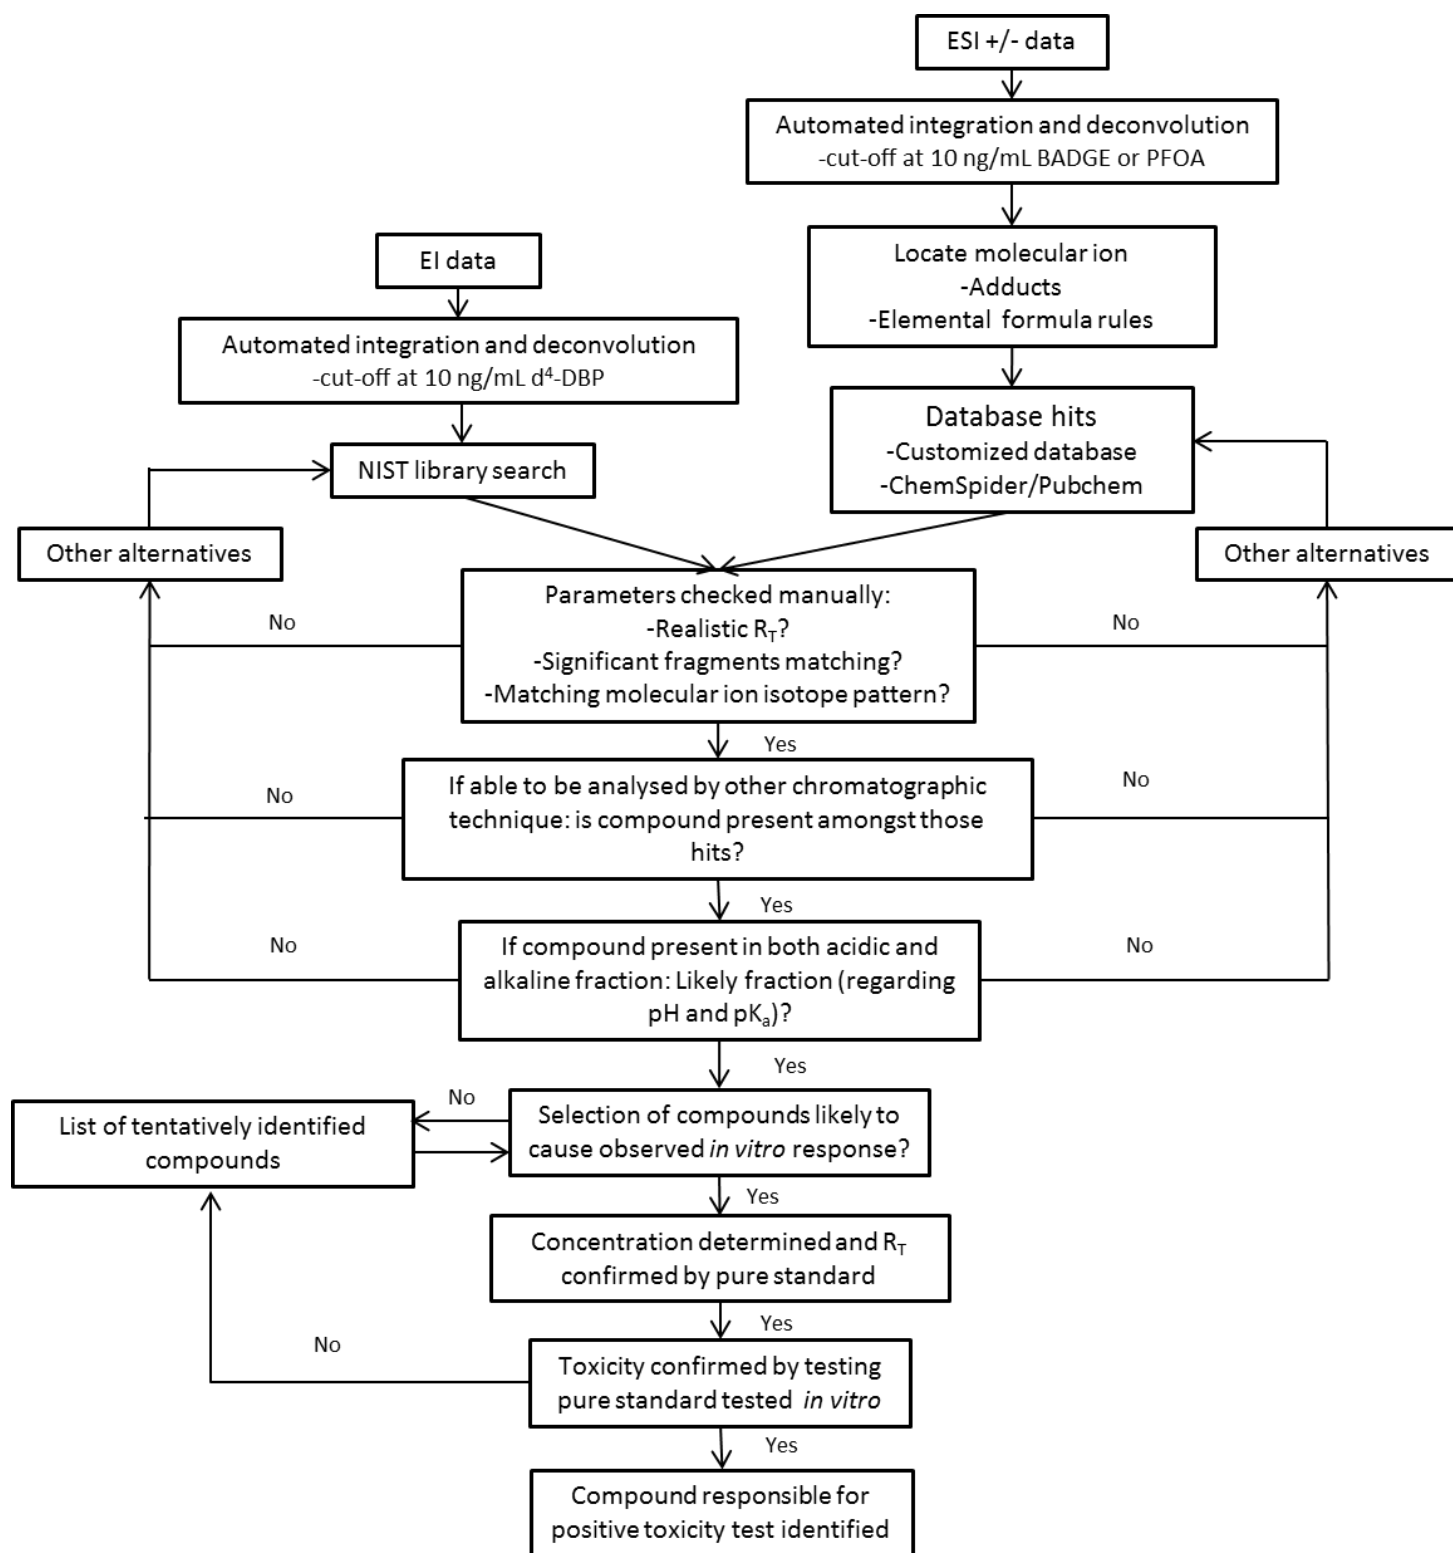 ESI +/- data
Automated integration and deconvolution
-cut-off at 10 ng/mL BADGE or PFOA
Locate molecular ion
-Adducts
-Elemental formula rules
EI data
Automated integration and deconvolution
-cut-off at 10 ng/mL d⁴-DBP
Database hits
-Customized database
-ChemSpider/Pubchem
NIST library search
Other alternatives
Other alternatives
Parameters checked manually:
-Realistic R_T?
-Significant fragments matching?
-Matching molecular ion isotope pattern?
No
No
Yes
If able to be analysed by other chromatographic
technique: is compound present amongst those
hits?
No
No
Yes
If compound present in both acidic and
alkaline fraction: Likely fraction (regarding
pH and pK_a)?
No
No
Yes
Selection of compounds likely to
cause observed in vitro response?
No
List of tentatively identified
compounds
Yes
Concentration determined and R_T
confirmed by pure standard
Yes
Toxicity confirmed by testing
pure standard tested in vitro
No
Yes
Compound responsible for
positive toxicity test identified